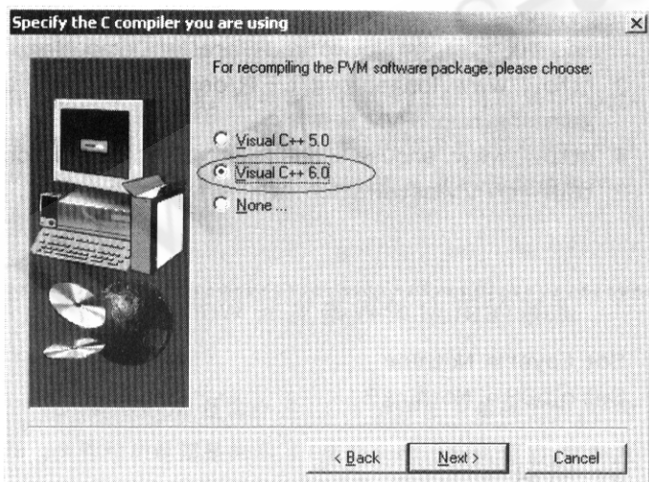 Specify the C compiler you are using
For recompiling the PVM software package, please choose:
Visual C++ 5.0
Visual C++ 6.0
None ...
< Back
Next >
Cancel